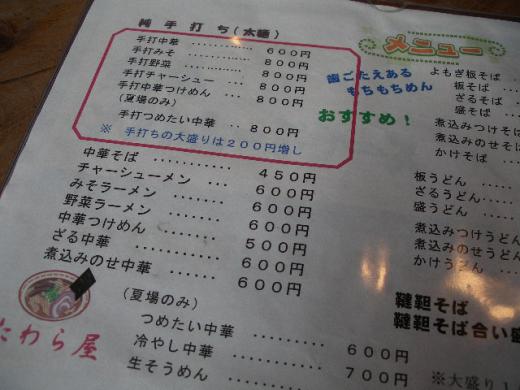 純 手 打 ち (太麺)
手打中華 ........... 600円
手打みそ ........... 800円
手打野菜 ........... 800円
手打チャーシュー .... 800円
手打中華つけめん ... 800円
(夏場のみ)
手打つめたい中華 ... 800円
※ 手打ちの大盛りは200円増し
中華そば ........... 450円
チャーシューメン ... 600円
みそラーメン ....... 600円
野菜ラーメン ....... 600円
中華つけめん ....... 600円
ざる中華 ........... 500円
煮込みのせ中華 ...... 600円
(夏場のみ)
つめたい中華 ......... 600円
冷やし中華 .......... 600円
生そうめん .......... 700円
たわら屋
メニュー
歯ごたえある
もちもちめん
おすすめ!
よもぎ板そば
板そば .....
ざるそば ....
盛そば ....
煮込みつけそば
煮込みのせそば
かけそば ...
板うどん ....
ざるうどん ....
盛うどん .....
煮込みつけうどん
煮込みのせうどん
かけうどん ....
韃靼そば
韃靼そば合い盛
※大盛り1